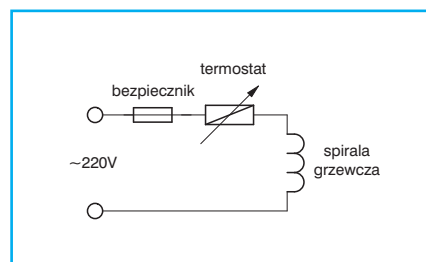 termostat
bezpiecznik
~220V
spirala
grzewcza